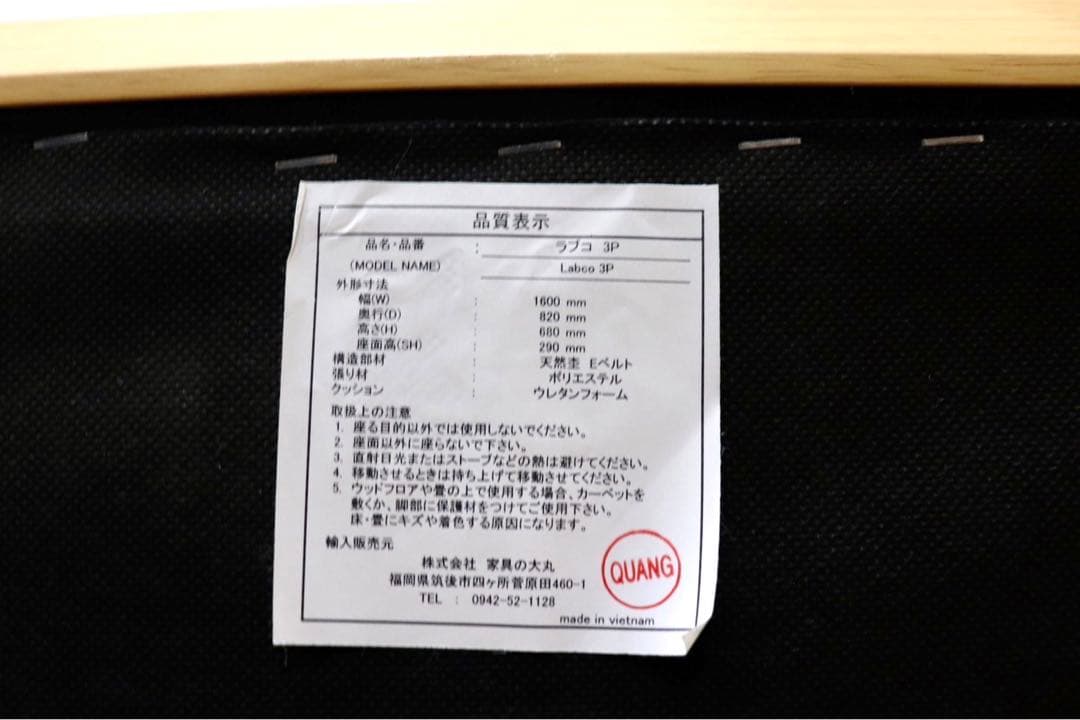 品質表示
品名・品番 : ラブコ 3P
(MODEL NAME) Labco 3P
外形寸法
幅(W) : 1600 mm
奥行(D) : 820 mm
高さ(H) : 680 mm
座面高(SH) : 290 mm
構造部材 : 天然杢 Eベルト
張り材 : ポリエステル
クッション : ウレタンフォーム
取扱上の注意
1. 座る目的以外では使用しないでください。
2. 座面以外に座らないで下さい。
3. 直射日光またはストーブなどの熱は避けてください。
4. 移動させるときは持ち上げて移動させてください。
5. ウッドフロアや畳の上で使用する場合、カーペットを
敷くか、脚部に保護材をつけてご使用下さい。
床・畳にキズや着色する原因になります。
輸入販売元
株式会社 家具の大丸
福岡県筑後市四ヶ所菅原田460-1
TEL : 0942-52-1128
QUANG
made in vietnam